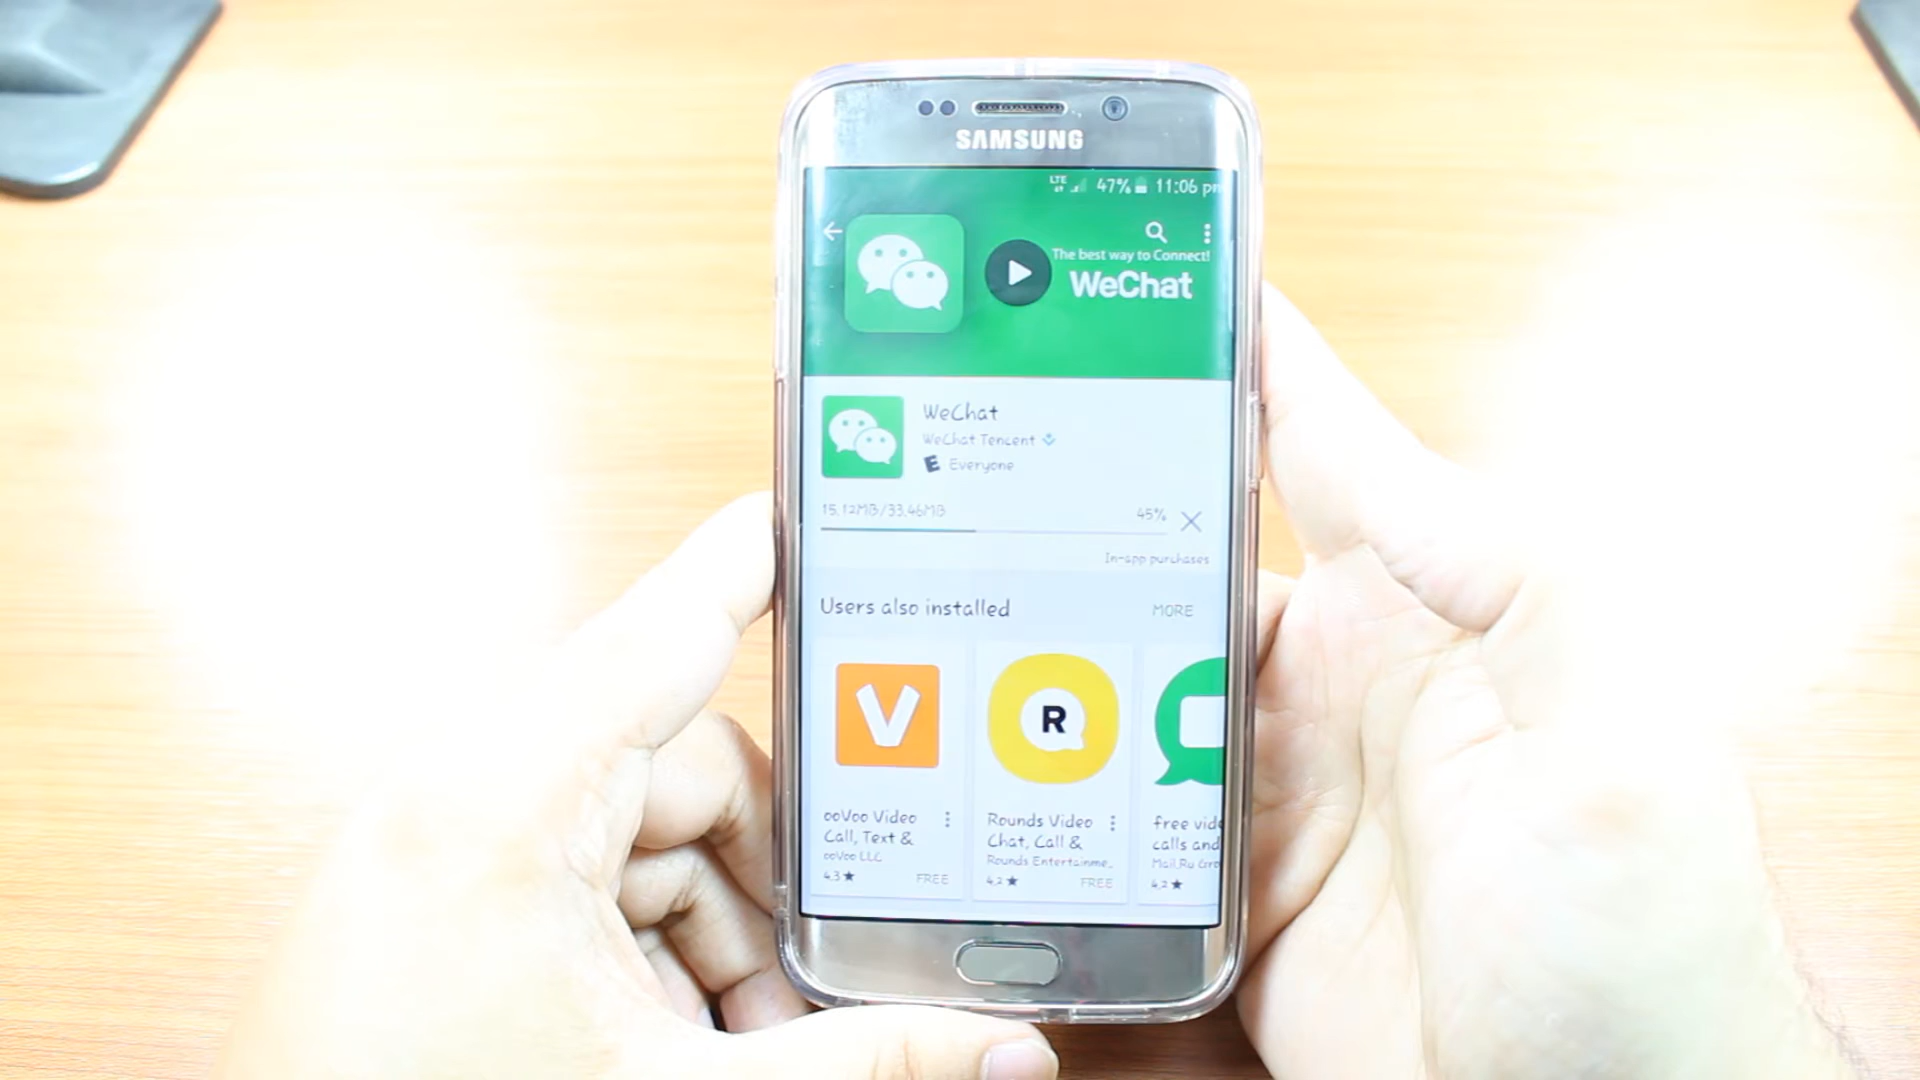 SAMSUNG
LTE 47% 11:06 pm
The best way to Connect!
WeChat
WeChat
WeChat Tencent
E Everyone
15.12MB/33.46MB 45%
In-app purchases
Users also installed MORE
V
R
ooVoo Video
Call, Text &
ooVoo LLC
4.3★ FREE
Rounds Video
Chat, Call &
Rounds Entertainme..
4.2★ FREE
free vide
calls and
Mail.Ru Gro
4.2★